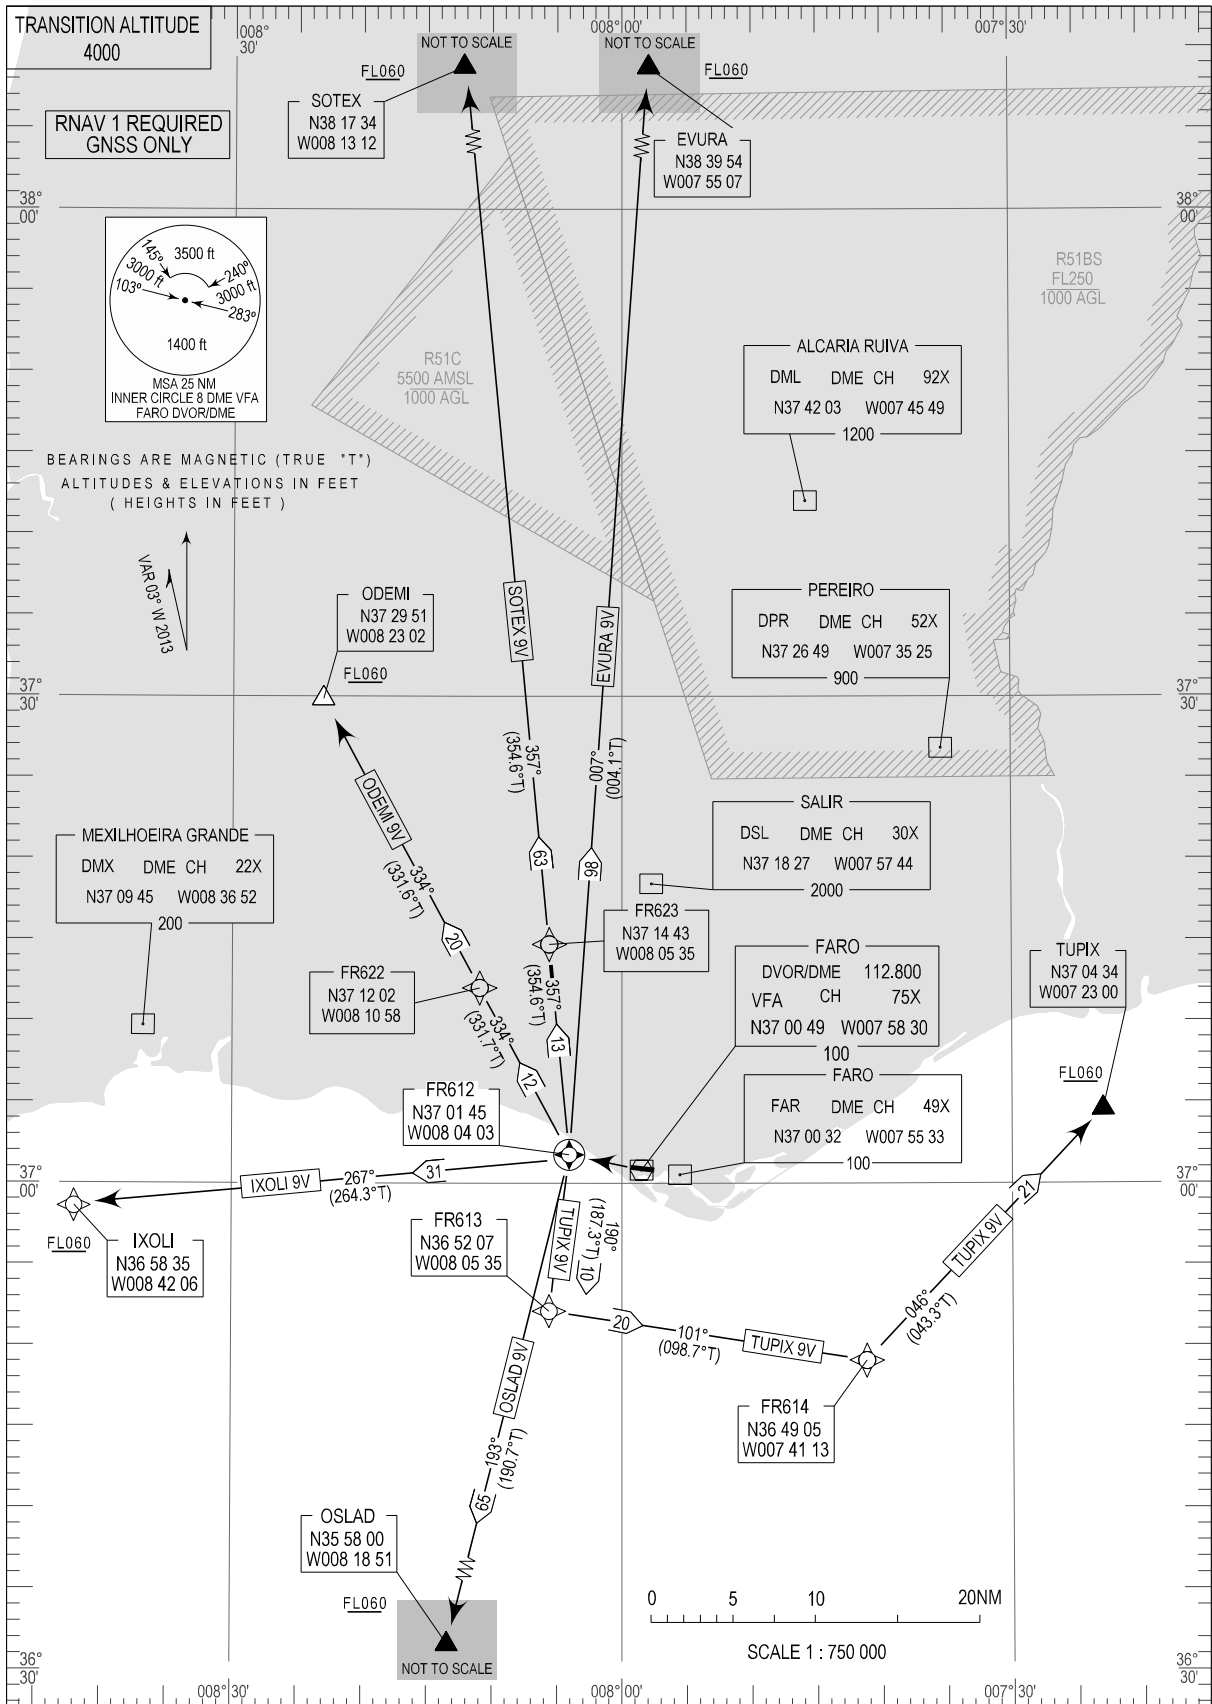 TRANSITION ALTITUDE
4000
008°
30'
008° 00'
007° 30'
NOT TO SCALE
NOT TO SCALE
FL060
FL060
SOTEX
N38 17 34
W008 13 12
EVURA
N38 39 54
W007 55 07
RNAV 1 REQUIRED
GNSS ONLY
38°
00'
38°
00'
145°
3500 ft
240°
3000 ft
3000 ft
103°
283°
1400 ft
MSA 25 NM
INNER CIRCLE 8 DME VFA
FARO DVOR/DME
R51BS
FL250
1000 AGL
R51C
5500 AMSL
1000 AGL
ALCARIA RUIVA
DML DME CH 92X
N37 42 03 W007 45 49
1200
BEARINGS ARE MAGNETIC (TRUE "T")
ALTITUDES & ELEVATIONS IN FEET
( HEIGHTS IN FEET )
VAR 03° W 2013
ODEMI
N37 29 51
W008 23 02
FL060
SOTEX 9V
EVURA 9V
PEREIRO
DPR DME CH 52X
N37 26 49 W007 35 25
900
37°
30'
37°
30'
357°
(354.6°T)
007°
(004.1°T)
ODEMI 9V
334°
(331.6°T)
63
98
20
MEXILHOEIRA GRANDE
DMX DME CH 22X
N37 09 45 W008 36 52
200
SALIR
DSL DME CH 30X
N37 18 27 W007 57 44
2000
FR623
N37 14 43
W008 05 35
FR622
N37 12 02
W008 10 58
357°
(354.6°T)
13
334°
(331.7°T)
12
FARO
DVOR/DME 112.800
VFA CH 75X
N37 00 49 W007 58 30
100
TUPIX
N37 04 34
W007 23 00
FL060
FARO
FAR DME CH 49X
N37 00 32 W007 55 33
100
FR612
N37 01 45
W008 04 03
37°
00'
37°
00'
IXOLI 9V
267°
(264.3°T)
31
FL060
IXOLI
N36 58 35
W008 42 06
FR613
N36 52 07
W008 05 35
TUPIX 9V
190°
(187.3°T)
10
21
TUPIX 9V
046°
(043.3°T)
20
101°
(098.7°T)
TUPIX 9V
FR614
N36 49 05
W007 41 13
OSLAD 9V
193°
(190.7°T)
65
OSLAD
N35 58 00
W008 18 51
FL060
NOT TO SCALE
0 5 10 20NM
SCALE 1 : 750 000
36°
30'
36°
30'
008° 30'
008° 00'
007° 30'